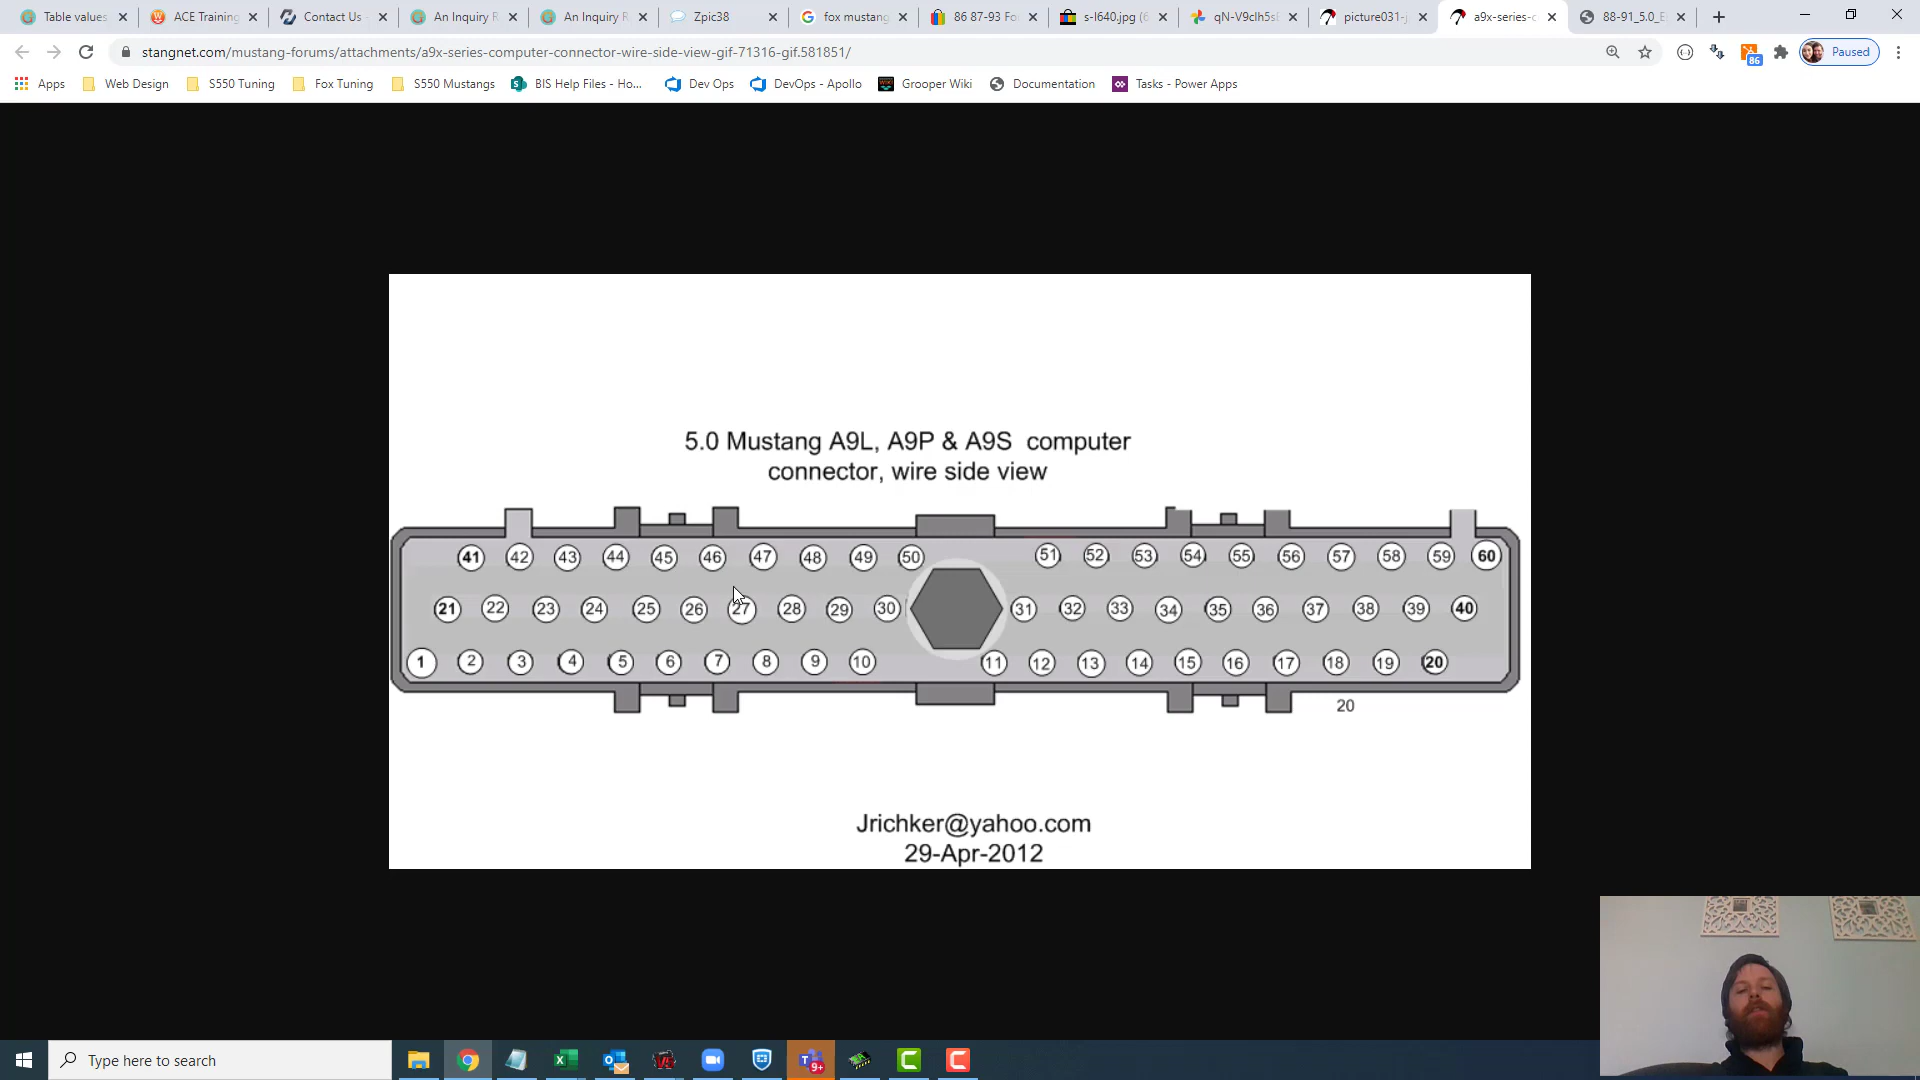 Table values
ACE Training
Contact Us
An Inquiry R
An Inquiry R
Zpic38
fox mustang
86 87-93 Fo
s-l640.jpg (6
qN-V9clh5sl
picture031-j
a9x-series-c
88-91_5.0_E
stangnet.com/mustang-forums/attachments/a9x-series-computer-connector-wire-side-view-gif-71316-gif.581851/
86
Paused
Apps
Web Design
S550 Tuning
Fox Tuning
S550 Mustangs
BIS Help Files - Ho...
Dev Ops
DevOps - Apollo
Grooper Wiki
Documentation
Tasks - Power Apps
5.0 Mustang A9L, A9P & A9S computer
connector, wire side view
41 42 43 44 45 46 47 48 49 50 51 52 53 54 55 56 57 58 59 60
21 22 23 24 25 26 27 28 29 30 31 32 33 34 35 36 37 38 39 40
1 2 3 4 5 6 7 8 9 10 11 12 13 14 15 16 17 18 19 20
20
Jrichker@yahoo.com
29-Apr-2012
Type here to search
9+